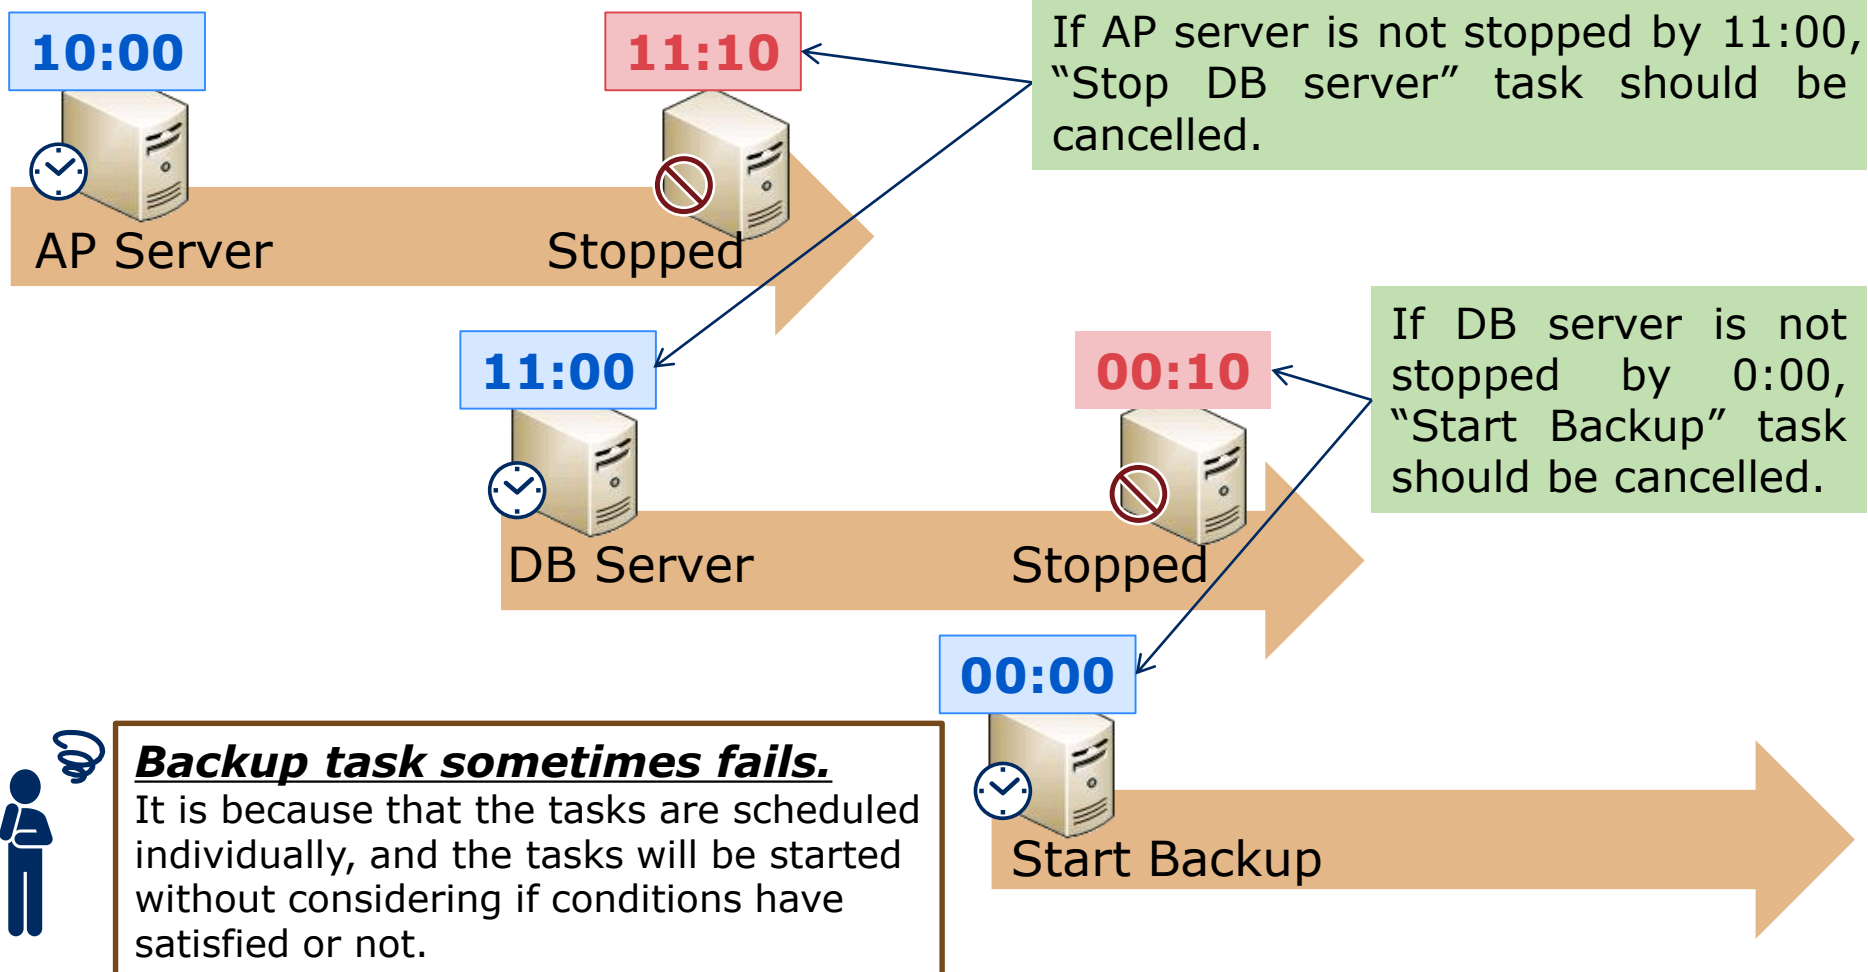 10:00
11:10
If AP server is not stopped by 11:00,
“Stop DB server” task should be
cancelled.
AP Server
Stopped
11:00
00:10
If DB server is not
stopped by 0:00,
“Start Backup” task
should be cancelled.
DB Server
Stopped
00:00
Start Backup
Backup task sometimes fails.
It is because that the tasks are scheduled
individually, and the tasks will be started
without considering if conditions have
satisfied or not.